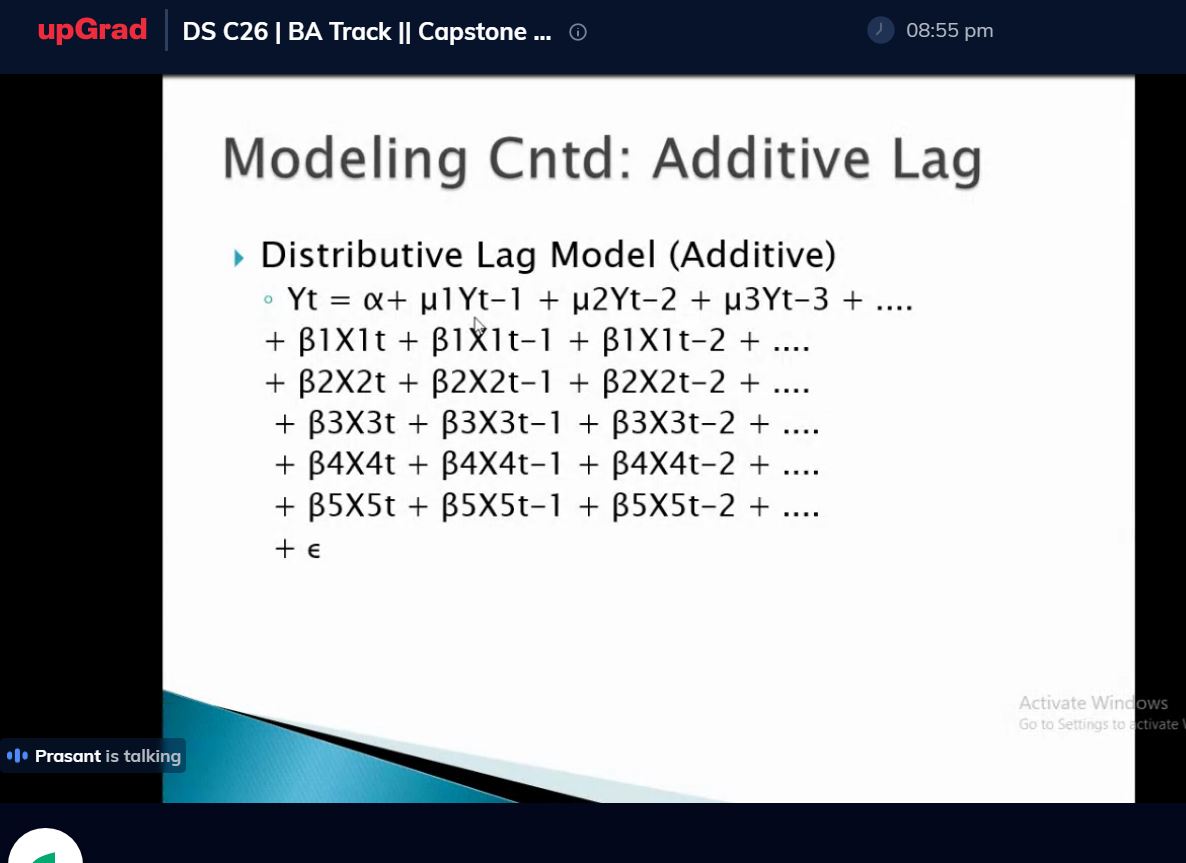 upGrad
DS C26 | BA Track || Capstone ...
08:55 pm
Modeling Cntd: Additive Lag
Distributive Lag Model (Additive)
Yt = α+ μ1Yt-1 + μ2Yt-2 + μ3Yt-3 + ....
+ β1X1t + β1X1t-1 + β1X1t-2 + ....
+ β2X2t + β2X2t-1 + β2X2t-2 + ....
+ β3X3t + β3X3t-1 + β3X3t-2 + ....
+ β4X4t + β4X4t-1 + β4X4t-2 + ....
+ β5X5t + β5X5t-1 + β5X5t-2 + ....
+ ϵ
Activate Windows
Go to Settings to activate
Prasant is talking